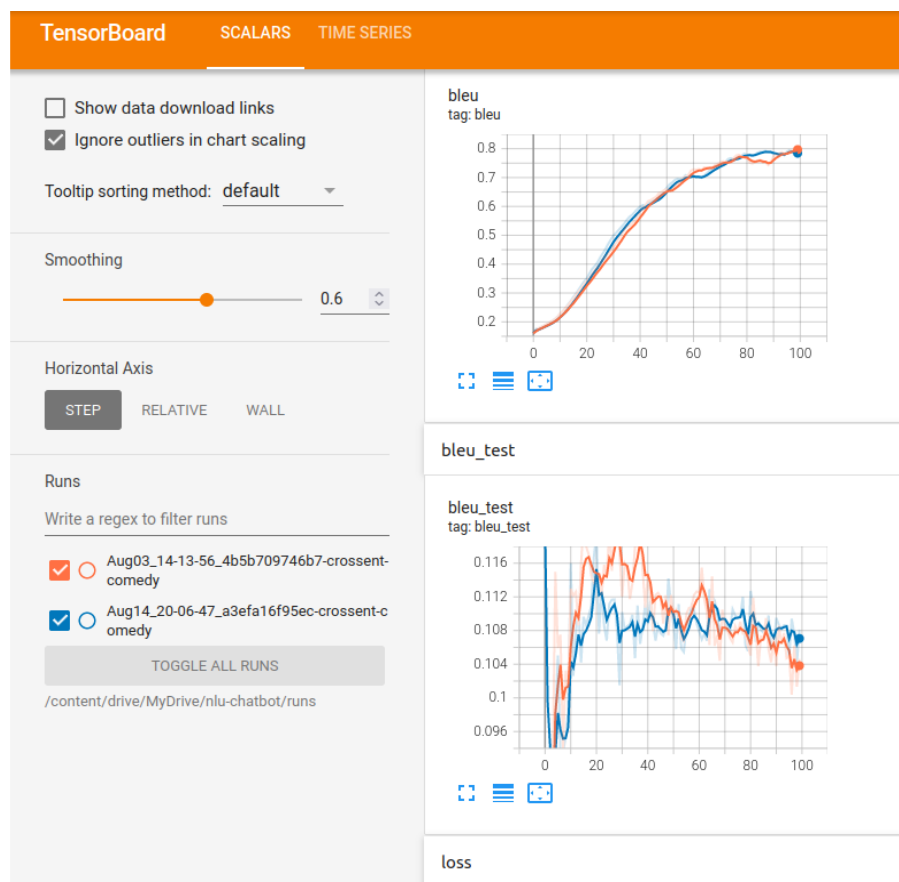 TensorBoard SCALARS TIME SERIES
Show data download links
Ignore outliers in chart scaling
Tooltip sorting method: default
Smoothing
0.6
Horizontal Axis
STEP RELATIVE WALL
Runs
Write a regex to filter runs
Aug03_14-13-56_4b5b709746b7-crossent-
comedy
Aug14_20-06-47_a3efa16f95ec-crossent-c
omedy
TOGGLE ALL RUNS
/content/drive/MyDrive/nlu-chatbot/runs
bleu
tag: bleu
0.8
0.7
0.6
0.5
0.4
0.3
0.2
0 20 40 60 80 100
bleu_test
bleu_test
tag: bleu_test
0.116
0.112
0.108
0.104
0.1
0.096
0 20 40 60 80 100
loss